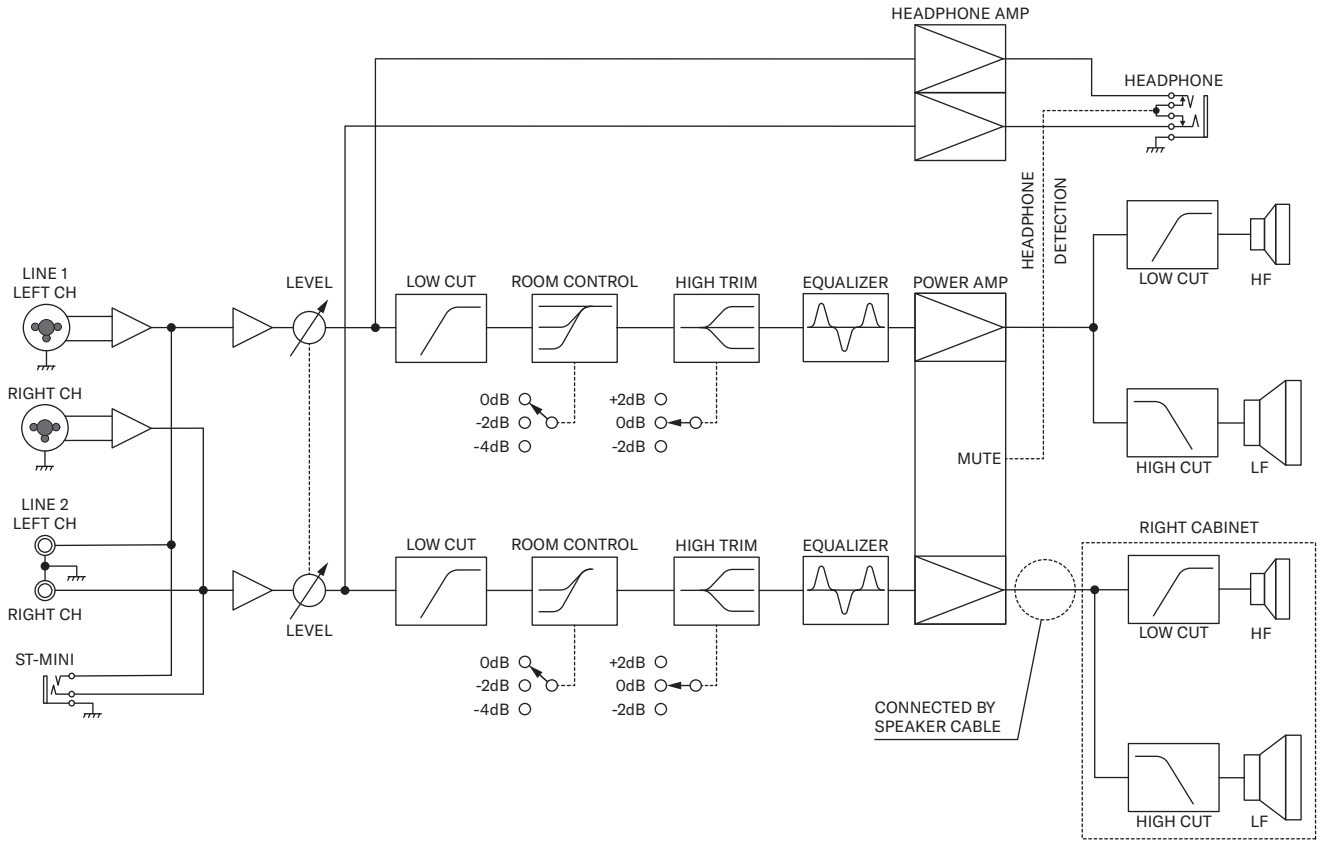 HEADPHONE AMP
HEADPHONE
HEADPHONE
DETECTION
LINE 1
LEFT CH
LEVEL
LOW CUT
ROOM CONTROL
HIGH TRIM
EQUALIZER
POWER AMP
LOW CUT
HF
RIGHT CH
0dB
-2dB
-4dB
+2dB
0dB
-2dB
MUTE
HIGH CUT
LF
LINE 2
LEFT CH
RIGHT CH
LOW CUT
ROOM CONTROL
HIGH TRIM
EQUALIZER
RIGHT CABINET
LEVEL
LOW CUT
HF
ST-MINI
0dB
-2dB
-4dB
+2dB
0dB
-2dB
CONNECTED BY
SPEAKER CABLE
HIGH CUT
LF